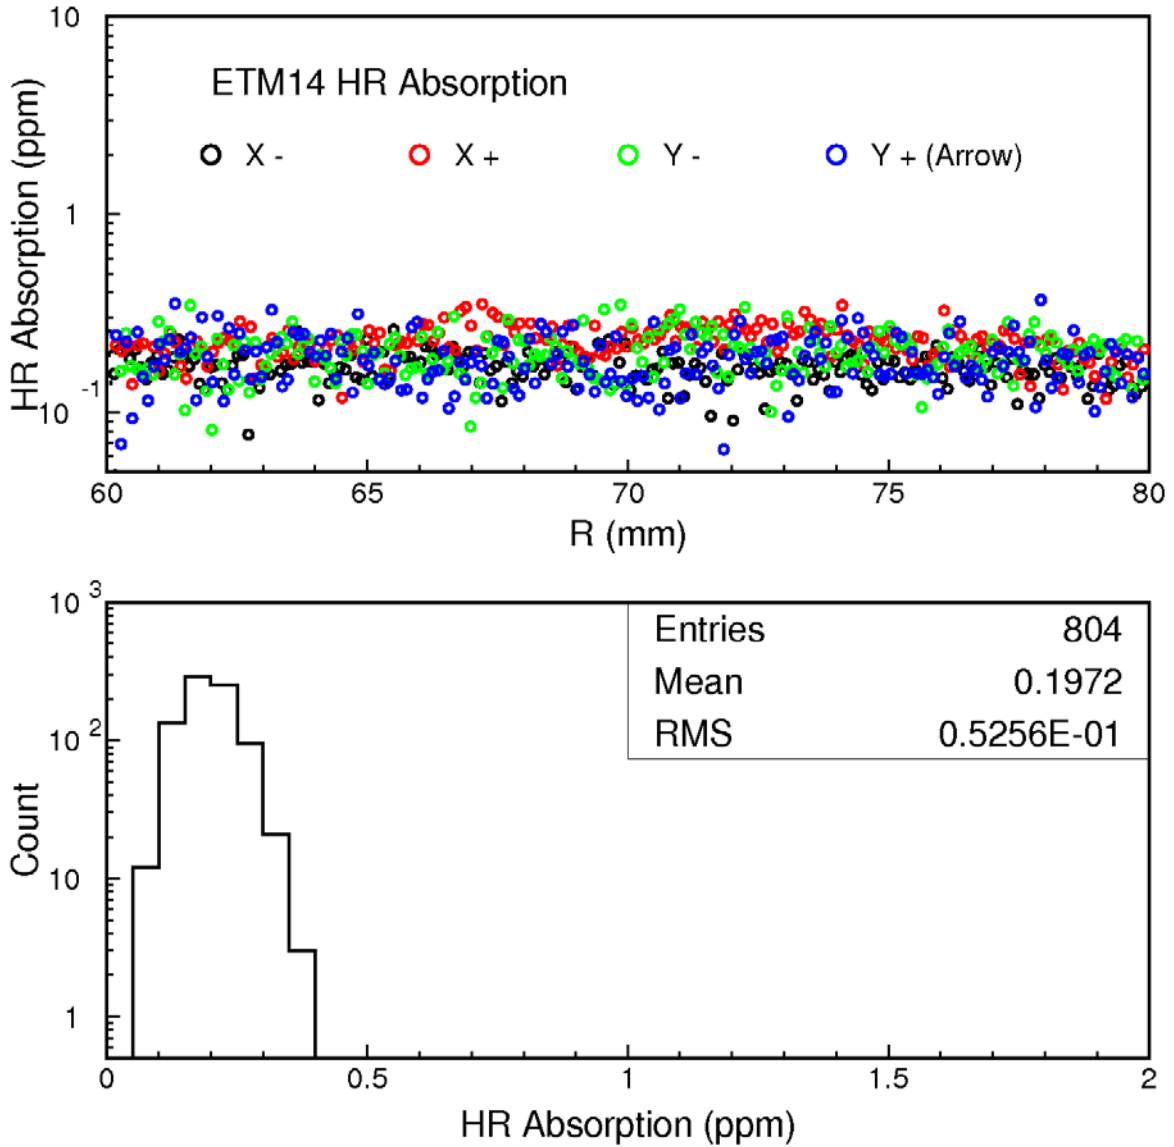 10
ETM14 HR Absorption
X - X + Y - Y + (Arrow)
1
10 -1
HR Absorption (ppm)
60 65 70 75 80
R (mm)
10 3
Entries 804
Mean 0.1972
RMS 0.5256E-01
10 2
10
1
Count
0 0.5 1 1.5 2
HR Absorption (ppm)